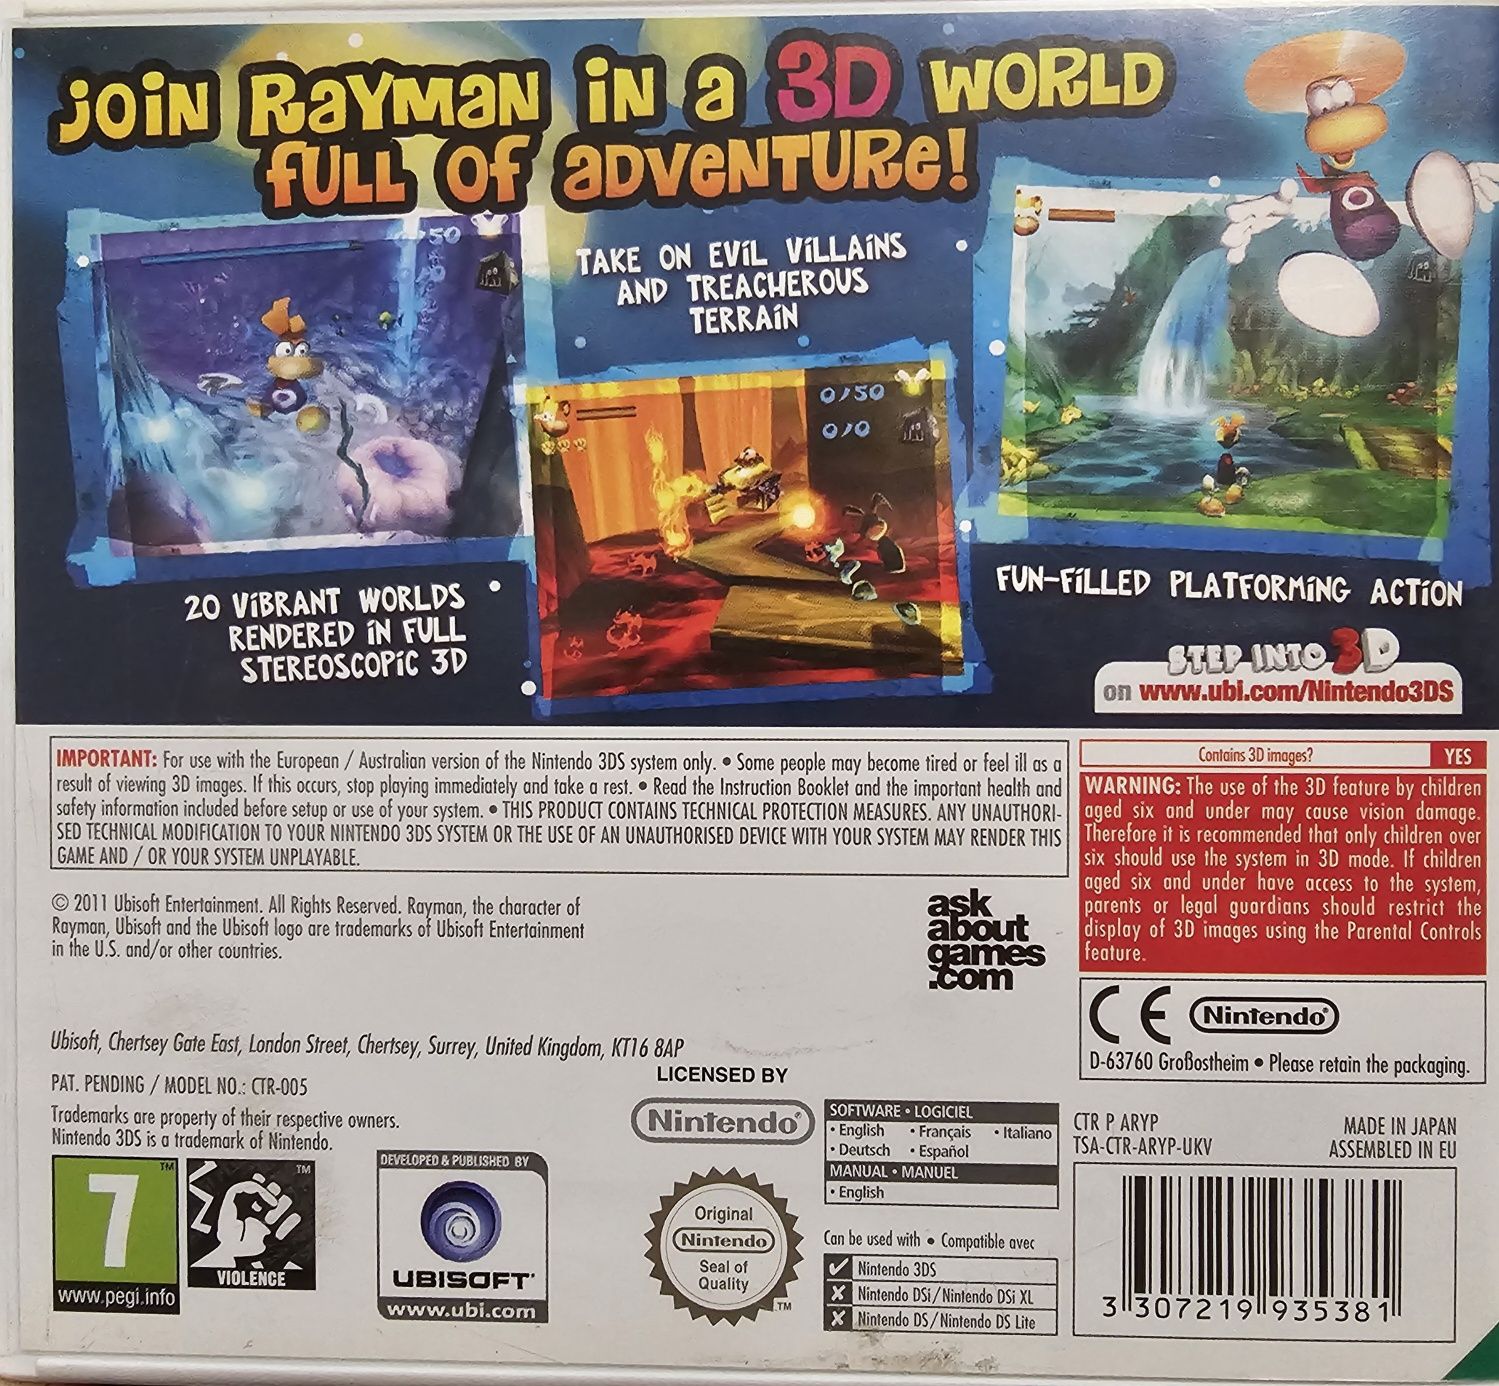 JOIN RAYMAN IN A 3D WORLD
FULL OF ADVENTURE!
TAKE ON EVIL VILLAINS
AND TREACHEROUS
TERRAIN
0/50
0/0
20 VIBRANT WORLDS
RENDERED IN FULL
STEREOSCOPIC 3D
FUN-FILLED PLATFORMING ACTION
STEP INTO 3D
on www.ubi.com/Nintendo3DS
IMPORTANT: For use with the European / Australian version of the Nintendo 3DS system only. • Some people may become tired or feel ill as a
result of viewing 3D images. If this occurs, stop playing immediately and take a rest. • Read the Instruction Booklet and the important health and
safety information included before setup or use of your system. • THIS PRODUCT CONTAINS TECHNICAL PROTECTION MEASURES. ANY UNAUTHORI-
SED TECHNICAL MODIFICATION TO YOUR NINTENDO 3DS SYSTEM OR THE USE OF AN UNAUTHORISED DEVICE WITH YOUR SYSTEM MAY RENDER THIS
GAME AND / OR YOUR SYSTEM UNPLAYABLE.
Contains 3D images? YES
WARNING: The use of the 3D feature by children
aged six and under may cause vision damage.
Therefore it is recommended that only children over
six should use the system in 3D mode. If children
aged six and under have access to the system,
parents or legal guardians should restrict the
display of 3D images using the Parental Controls
feature.
© 2011 Ubisoft Entertainment. All Rights Reserved. Rayman, the character of
Rayman, Ubisoft and the Ubisoft logo are trademarks of Ubisoft Entertainment
in the U.S. and/or other countries.
ask
about
games
.com
CE Nintendo®
D-63760 Großostheim • Please retain the packaging.
Ubisoft, Chertsey Gate East, London Street, Chertsey, Surrey, United Kingdom, KT16 8AP
PAT. PENDING / MODEL NO.: CTR-005
Trademarks are property of their respective owners.
Nintendo 3DS is a trademark of Nintendo.
LICENSED BY
Nintendo®
SOFTWARE • LOGICIEL
• English • Français • Italiano
• Deutsch • Español
MANUAL • MANUEL
• English
CTR P ARYP
TSA-CTR-ARYP-UKV
MADE IN JAPAN
ASSEMBLED IN EU
7 ™
www.pegi.info
™
VIOLENCE
DEVELOPED & PUBLISHED BY
UBISOFT
www.ubi.com
Original
Nintendo
Seal of
Quality
™
Can be used with • Compatible avec
✓ Nintendo 3DS
✗ Nintendo DSi/Nintendo DSi XL
✗ Nintendo DS/Nintendo DS Lite
3 307219 935381